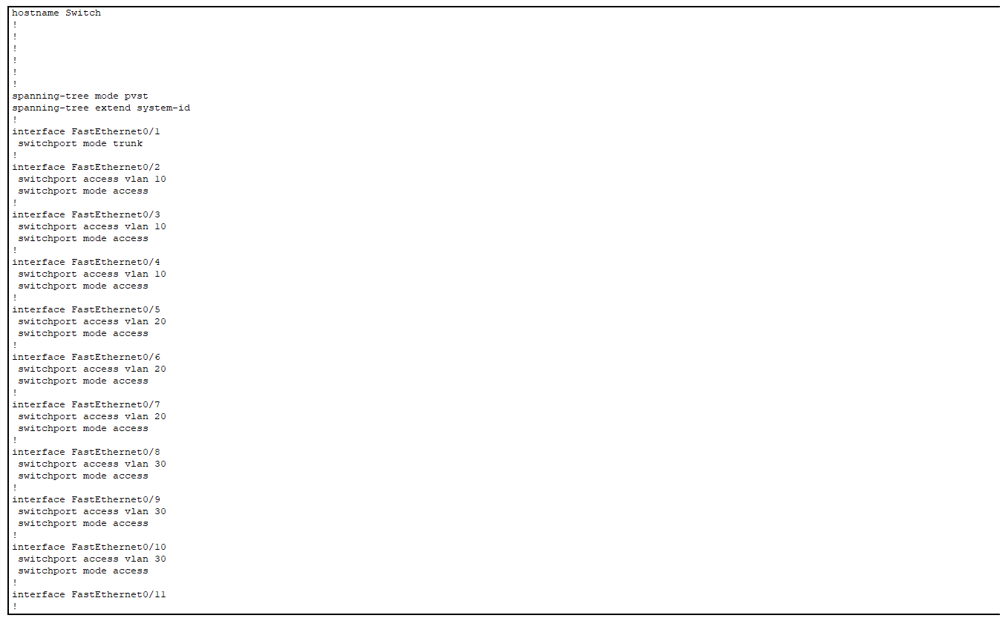 hostname Switch
!
!
!
!
!
!
spanning-tree mode pvst
spanning-tree extend system-id
!
interface FastEthernet0/1
switchport mode trunk
!
interface FastEthernet0/2
switchport access vlan 10
switchport mode access
!
interface FastEthernet0/3
switchport access vlan 10
switchport mode access
!
interface FastEthernet0/4
switchport access vlan 10
switchport mode access
!
interface FastEthernet0/5
switchport access vlan 20
switchport mode access
!
interface FastEthernet0/6
switchport access vlan 20
switchport mode access
!
interface FastEthernet0/7
switchport access vlan 20
switchport mode access
!
interface FastEthernet0/8
switchport access vlan 30
switchport mode access
!
interface FastEthernet0/9
switchport access vlan 30
switchport mode access
!
interface FastEthernet0/10
switchport access vlan 30
switchport mode access
!
interface FastEthernet0/11
!